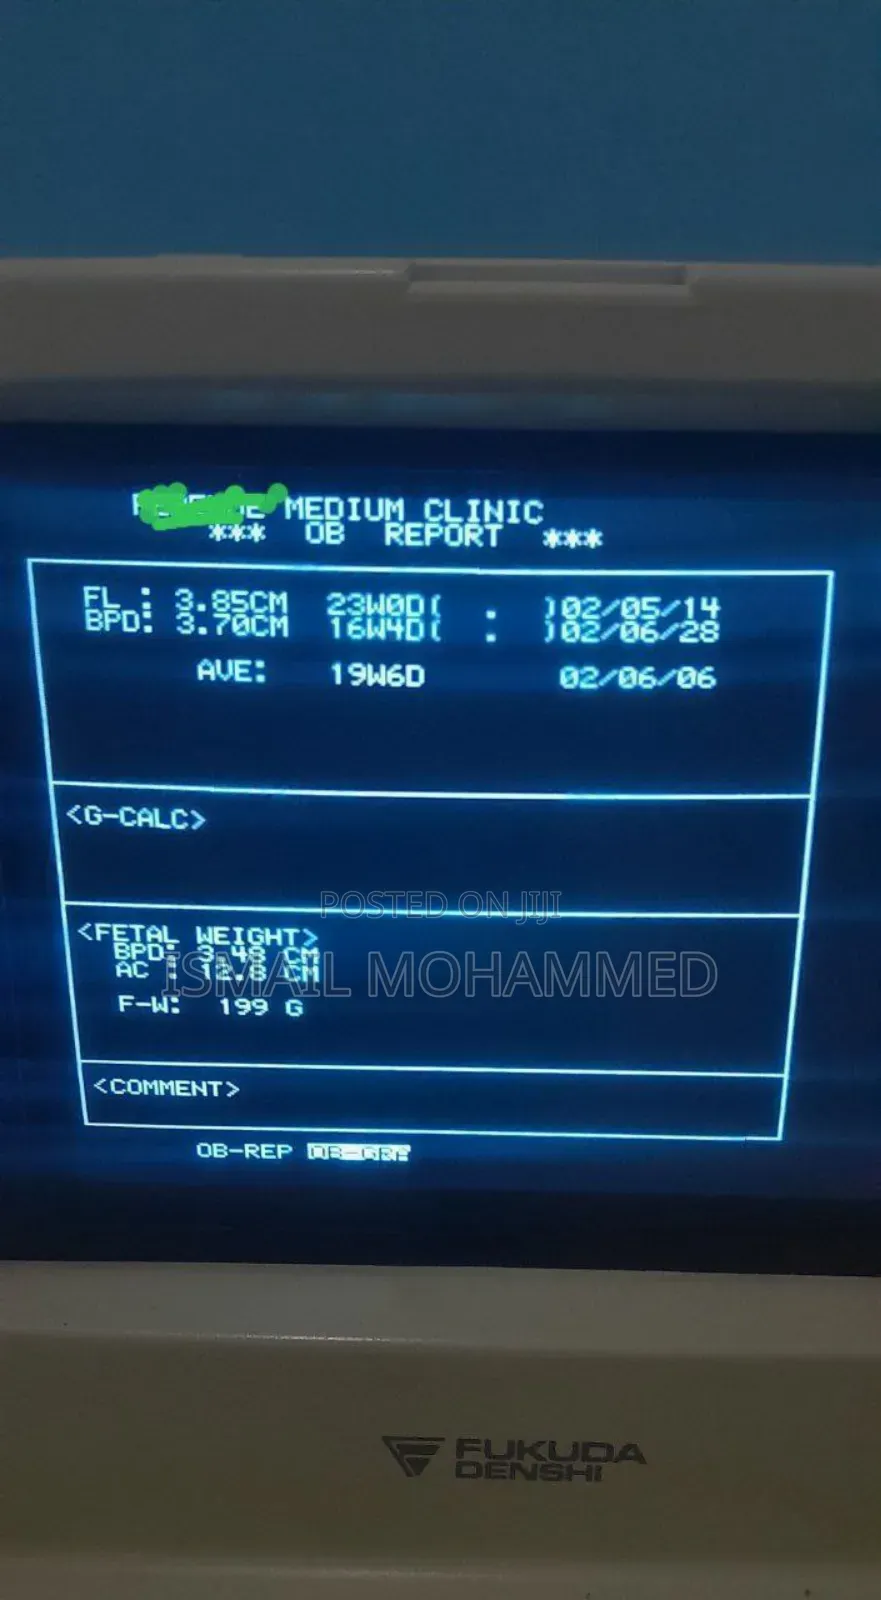 MEDIUM CLINIC
*** OB REPORT ***
FL : 3.85CM 23W0D( : )02/05/14
BPD: 3.70CM 16W4D( : )02/06/28
AVE: 19W6D 02/06/06
<G-CALC>
POSTED ON JIJI
<FETAL WEIGHT>
BPD: 3.48 CM
AC : 12.8 CM
ISMAIL MOHAMMED
F-W: 199 G
<COMMENT>
OB-REP
FUKUDA
DENSHI